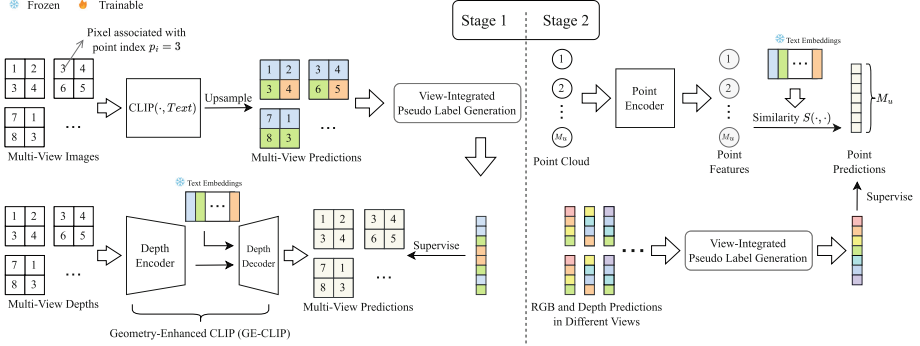 Frozen
Trainable
Pixel associated with
point index p_i = 3
1 2
3 4
3 4
6 5
7 1
8 3
...
Multi-View Images
CLIP(·, Text)
Upsample
1 2
3 4
3 4
6 5
7 1
8 3
...
Multi-View Predictions
View-Integrated
Pseudo Label Generation
Stage 1
Stage 2
1
2
M_u
Point Cloud
Point
Encoder
1
2
M_u
Point
Features
Text Embeddings
...
Similarity S(·,·)
M_u
Point
Predictions
Supervise
1 2
3 4
3 4
6 5
7 1
8 3
...
Multi-View Depths
Depth
Encoder
Text Embeddings
...
Depth
Decoder
Geometry-Enhanced CLIP (GE-CLIP)
1 2
3 4
3 4
6 5
7 1
8 3
...
Multi-View Predictions
Supervise
...
RGB and Depth Predictions
in Different Views
View-Integrated
Pseudo Label Generation